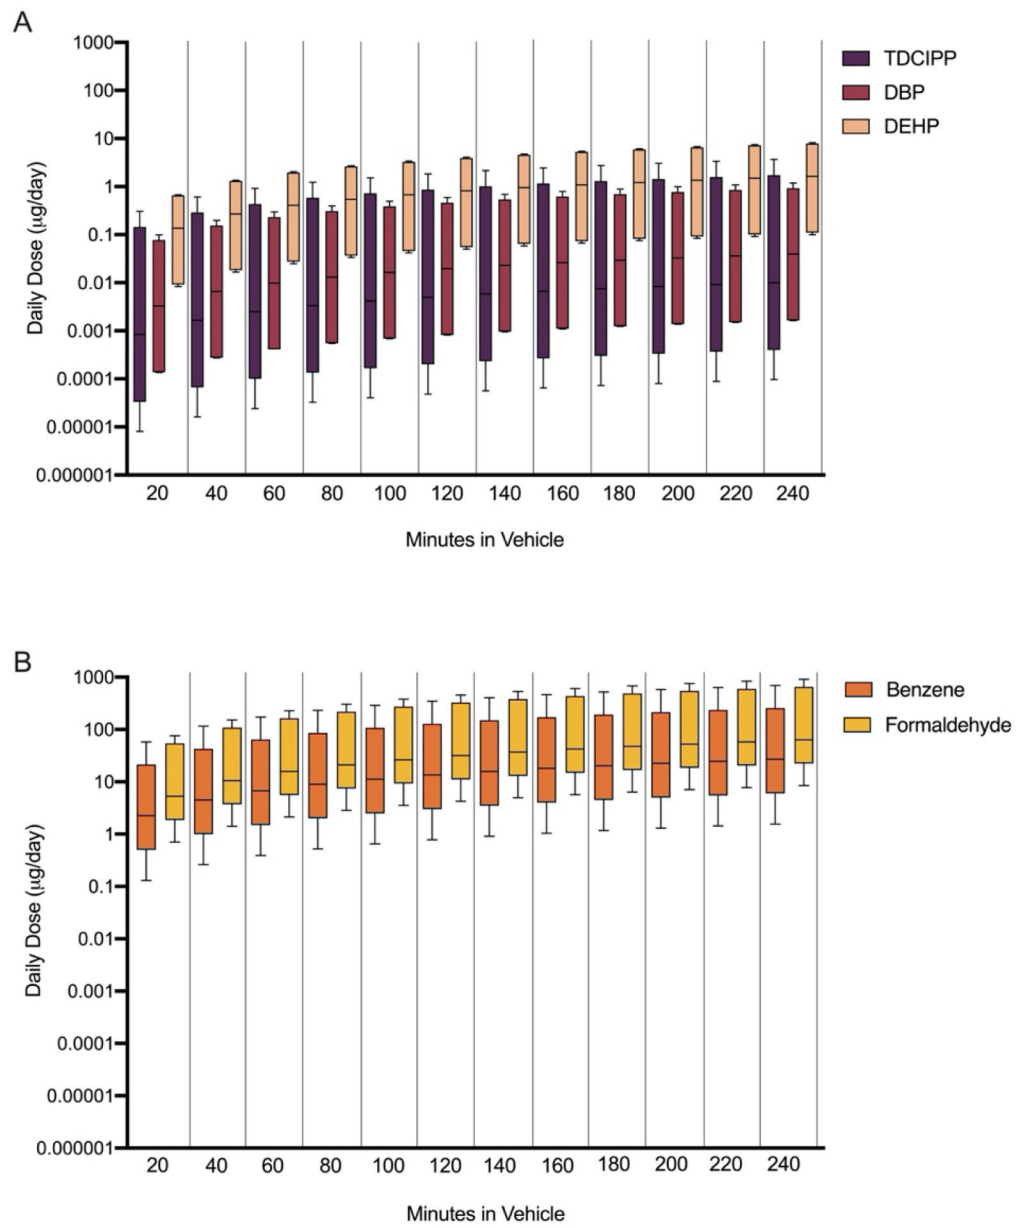 A
1000
100
10
1
0.1
0.01
0.001
0.0001
0.00001
0.000001
Daily Dose (μg/day)
20 40 60 80 100 120 140 160 180 200 220 240
Minutes in Vehicle
TDCIPP
DBP
DEHP
B
1000
100
10
1
0.1
0.01
0.001
0.0001
0.00001
0.000001
Daily Dose (μg/day)
20 40 60 80 100 120 140 160 180 200 220 240
Minutes in Vehicle
Benzene
Formaldehyde